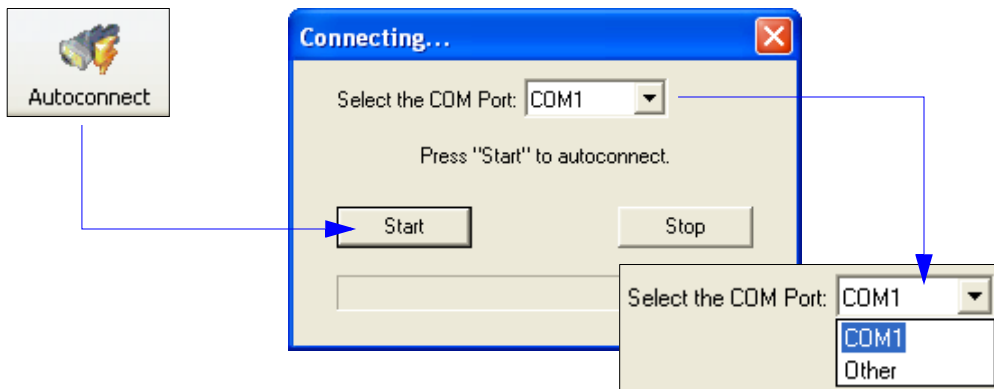 Autoconnect
Connecting...
Select the COM Port: COM1
Press "Start" to autoconnect.
Start
Stop
Select the COM Port: COM1
COM1
Other